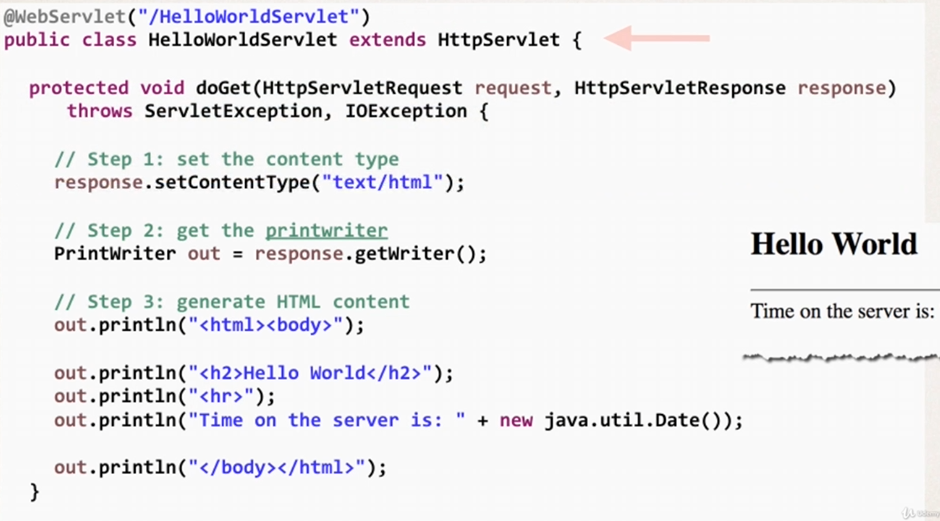 @WebServlet("/HelloWorldServlet")
public class HelloWorldServlet extends HttpServlet {
protected void doGet(HttpServletRequest request, HttpServletResponse response)
throws ServletException, IOException {
// Step 1: set the content type
response.setContentType("text/html");
// Step 2: get the printwriter
PrintWriter out = response.getWriter();
// Step 3: generate HTML content
out.println("<html><body>");
out.println("<h2>Hello World</h2>");
out.println("<hr>");
out.println("Time on the server is: " + new java.util.Date());
out.println("</body></html>");
}
Hello World
Time on the server is: